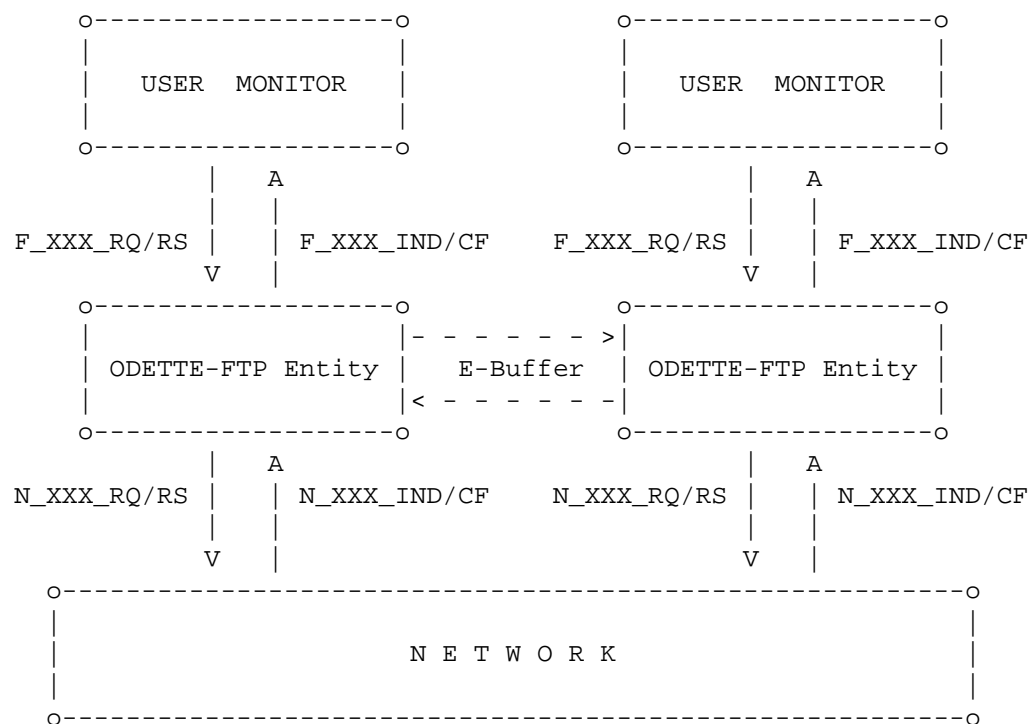 USER MONITOR USER MONITOR
A A
F_XXX_RQ/RS F_XXX_IND/CF F_XXX_RQ/RS F_XXX_IND/CF
V V
ODETTE-FTP Entity E-Buffer ODETTE-FTP Entity
A A
N_XXX_RQ/RS N_XXX_IND/CF N_XXX_RQ/RS N_XXX_IND/CF
V V
N E T W O R K